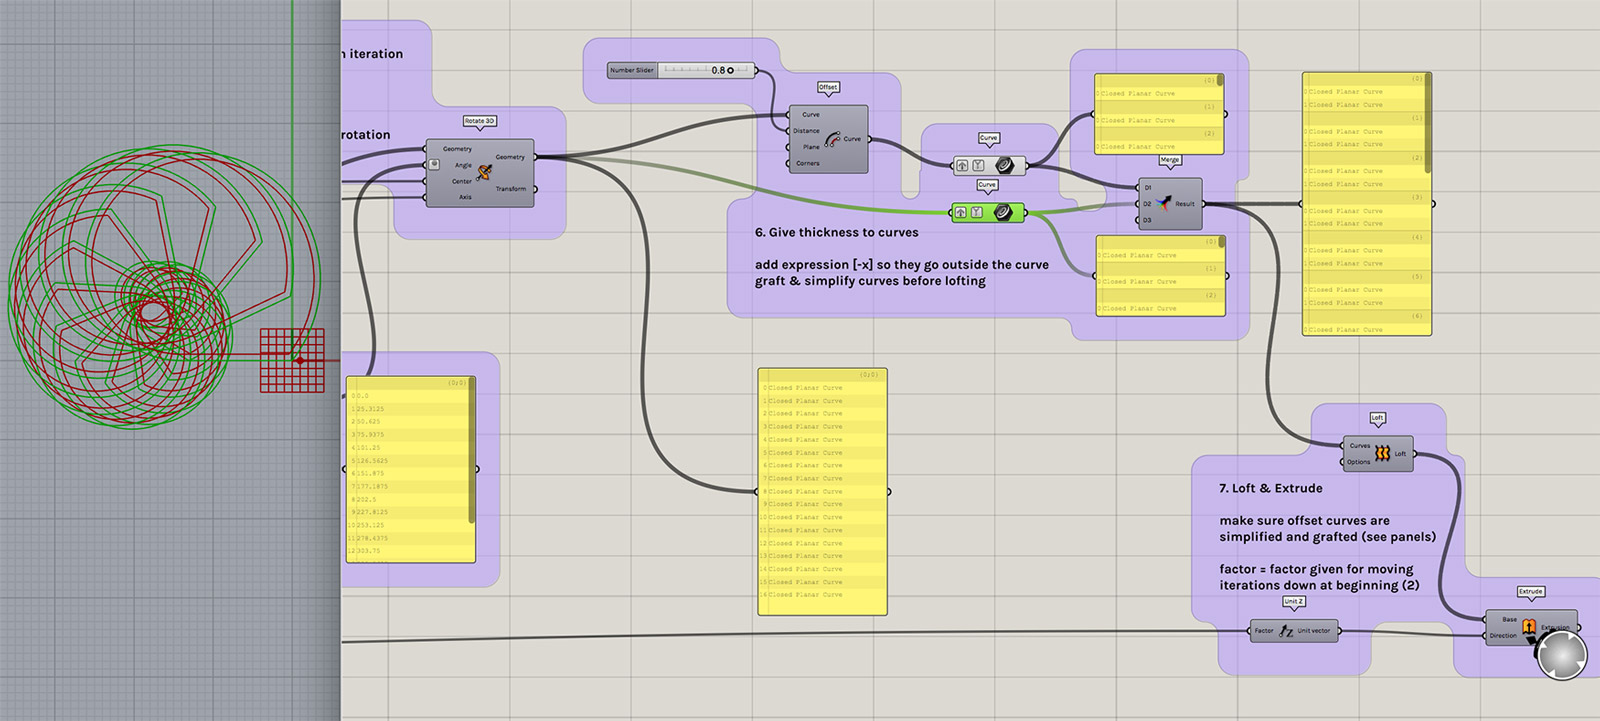 n iteration
rotation
Rotate 3D
Geometry
Angle
Center
Axis
Geometry
Transform
Number Slider
0.8
Offset
Curve
Distance
Plane
Corners
Curve
Curve
Curve
{0}
0 Closed Planar Curve
{1}
0 Closed Planar Curve
{2}
0 Closed Planar Curve
Merge
D1
D2
D3
Result
6. Give thickness to curves
add expression [-x] so they go outside the curve
graft & simplify curves before lofting
{0}
0 Closed Planar Curve
{1}
0 Closed Planar Curve
{2}
0 Closed Planar Curve
{0}
0 Closed Planar Curve
1 Closed Planar Curve
{1}
0 Closed Planar Curve
1 Closed Planar Curve
{2}
0 Closed Planar Curve
1 Closed Planar Curve
{3}
0 Closed Planar Curve
1 Closed Planar Curve
{4}
0 Closed Planar Curve
1 Closed Planar Curve
{5}
0 Closed Planar Curve
1 Closed Planar Curve
{6}
0 Closed Planar Curve
{0;0}
0 0.0
1 25.3125
2 50.625
3 75.9375
4 101.25
5 126.5625
6 151.875
7 177.1875
8 202.5
9 227.8125
10 253.125
11 278.4375
12 303.75
{0;0}
0 Closed Planar Curve
1 Closed Planar Curve
2 Closed Planar Curve
3 Closed Planar Curve
4 Closed Planar Curve
5 Closed Planar Curve
6 Closed Planar Curve
7 Closed Planar Curve
8 Closed Planar Curve
9 Closed Planar Curve
10 Closed Planar Curve
11 Closed Planar Curve
12 Closed Planar Curve
13 Closed Planar Curve
14 Closed Planar Curve
15 Closed Planar Curve
16 Closed Planar Curve
Loft
Curves
Options
Loft
7. Loft & Extrude
make sure offset curves are
simplified and grafted (see panels)
factor = factor given for moving
iterations down at beginning (2)
Unit Z
Factor
Unit vector
Extrude
Base
Direction
Extrusion